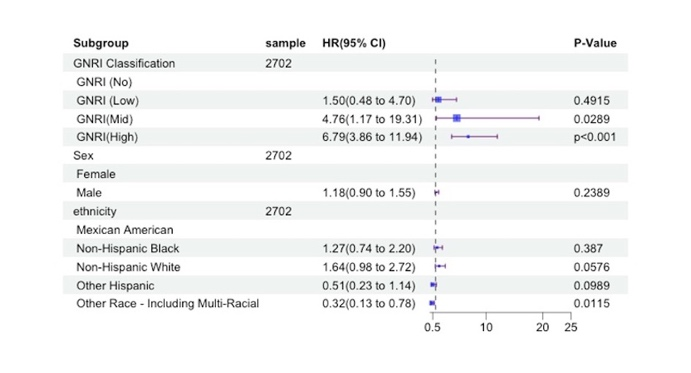 Subgroup sample HR(95% CI) P-Value
GNRI Classification 2702
GNRI (No)
GNRI (Low) 1.50(0.48 to 4.70) 0.4915
GNRI(Mid) 4.76(1.17 to 19.31) 0.0289
GNRI(High) 6.79(3.86 to 11.94) p<0.001
Sex 2702
Female
Male 1.18(0.90 to 1.55) 0.2389
ethnicity 2702
Mexican American
Non-Hispanic Black 1.27(0.74 to 2.20) 0.387
Non-Hispanic White 1.64(0.98 to 2.72) 0.0576
Other Hispanic 0.51(0.23 to 1.14) 0.0989
Other Race - Including Multi-Racial 0.32(0.13 to 0.78) 0.0115
0.5 10 20 25